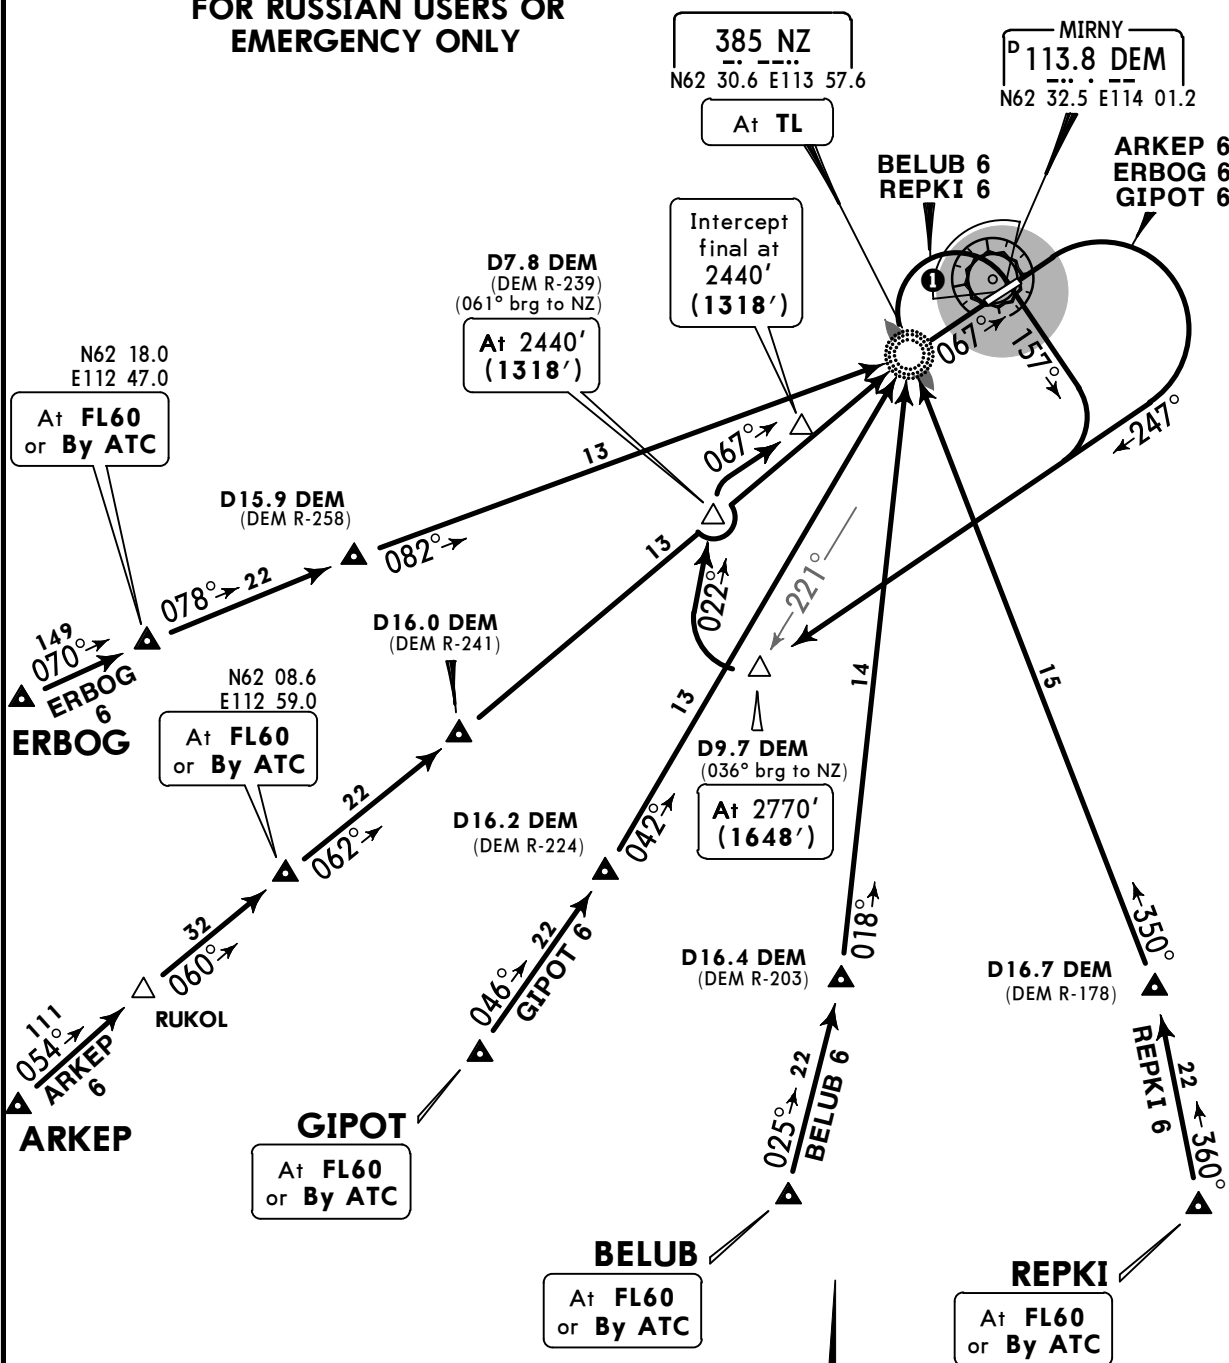 FOR RUSSIAN USERS OR
EMERGENCY ONLY
385 NZ
N62 30.6 E113 57.6
At TL
MIRNY
D 113.8 DEM
N62 32.5 E114 01.2
BELUB 6
REPKI 6
ARKEP 6
ERBOG 6
GIPOT 6
Intercept
final at
2440'
(1318')
D7.8 DEM
(DEM R-239)
(061° brg to NZ)
At 2440'
(1318')
1
067°
157°
247°
N62 18.0
E112 47.0
At FL60
or By ATC
13
067°
D15.9 DEM
(DEM R-258)
082°
13
078°
22
221°
022°
149
070°
ERBOG
6
ERBOG
D16.0 DEM
(DEM R-241)
N62 08.6
E112 59.0
At FL60
or By ATC
14
15
13
D9.7 DEM
(036° brg to NZ)
At 2770'
(1648')
22
062°
D16.2 DEM
(DEM R-224)
042°
32
060°
RUKOL
22
046°
GIPOT 6
D16.4 DEM
(DEM R-203)
018°
350°
D16.7 DEM
(DEM R-178)
111
054°
ARKEP
6
ARKEP
GIPOT
At FL60
or By ATC
22
025°
BELUB 6
REPKI 6
22
360°
BELUB
At FL60
or By ATC
REPKI
At FL60
or By ATC